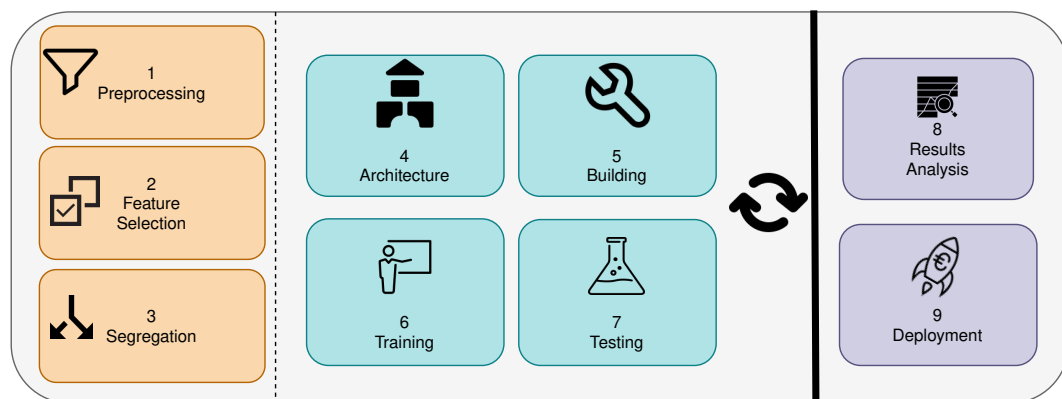 1
Preprocessing
2
Feature
Selection
3
Segregation
4
Architecture
5
Building
6
Training
7
Testing
8
Results
Analysis
€
9
Deployment